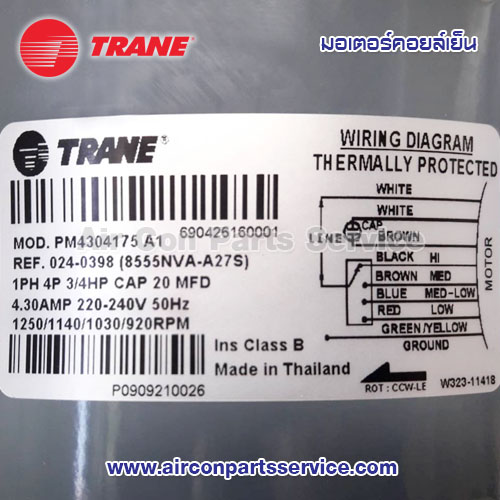 TRANE
มอเตอร์คอยล์เย็น
TRANE®
690426160001
MOD. PM4304175 A1
REF. 024-0398 (8555NVA-A27S)
1PH 4P 3/4HP CAP 20 MFD
4.30AMP 220-240V 50Hz
1250/1140/1030/920RPM
Ins Class B
Made in Thailand
P0909210026
WIRING DIAGRAM
THERMALLY PROTECTED
WHITE
WHITE
CAP
LINE
BROWN
BLACK HI
BROWN MED
BLUE MED-LOW
RED LOW
GREEN/YELLOW
GROUND
MOTOR
ROT : CCW-LE
W323-11418
Air Con Parts Service
www.airconpartsservice.com